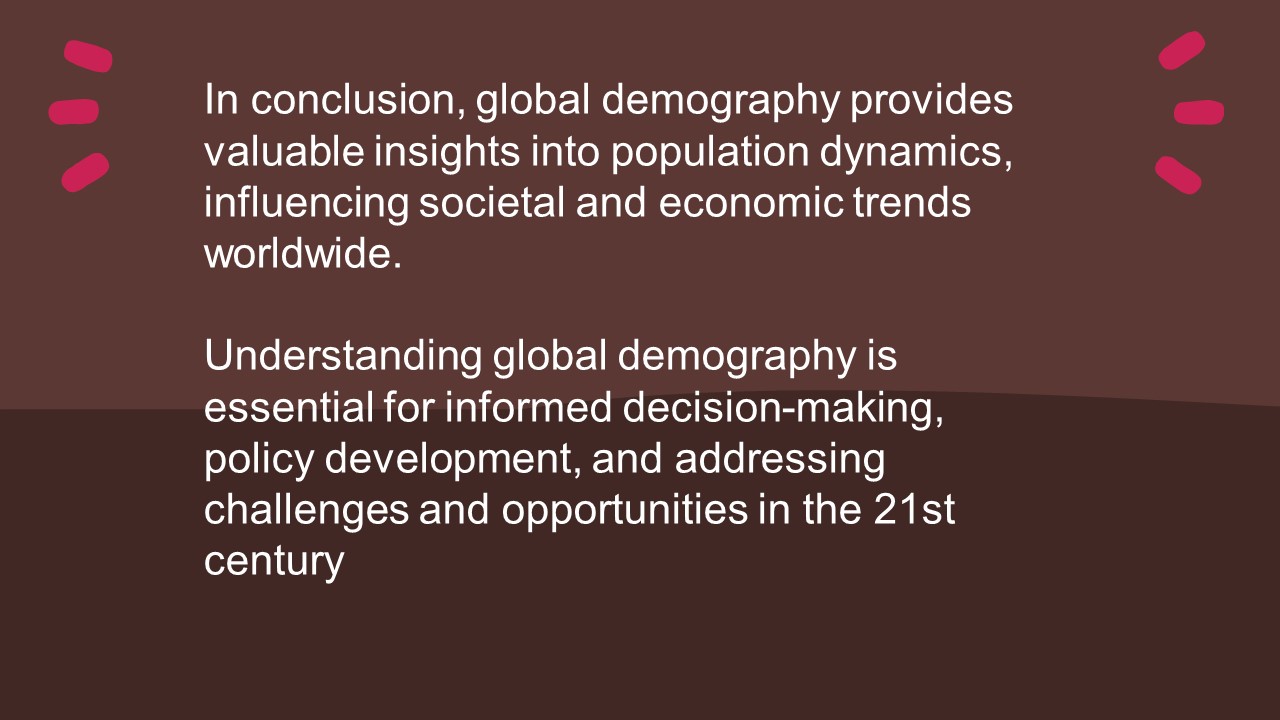 In conclusion, global demography provides
valuable insights into population dynamics,
influencing societal and economic trends
worldwide.
Understanding global demography is
essential for informed decision-making,
policy development, and addressing
challenges and opportunities in the 21st
century